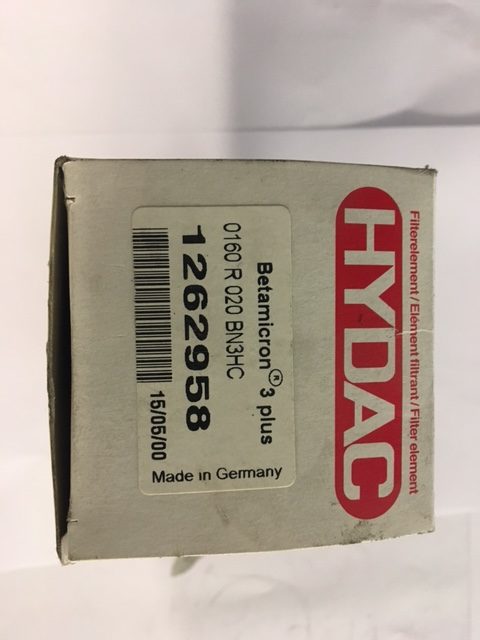 Filterelement / Elément filtrant / Filter element
HYDAC
Betamicron® 3 plus
0160 R 020 BN3HC
1262958
15/05/00
Made in Germany